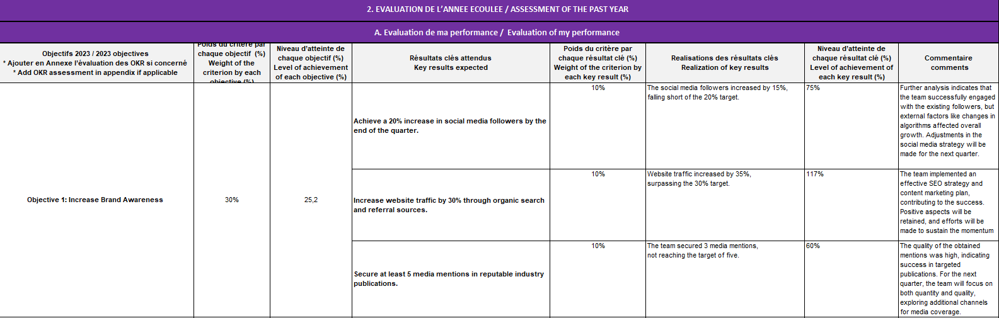 2. EVALUATION DE L'ANNEE ECOULEE / ASSESSMENT OF THE PAST YEAR
A. Evaluation de ma performance / Evaluation of my performance
Objectifs 2023 / 2023 objectives
* Ajouter en Annexe l'évaluation des OKR si concerné
* Add OKR assessment in appendix if applicable
Poids du critère par
chaque objectif (%)
Weight of the
criterion by each
objective (%)
Niveau d'atteinte de
chaque objectif (%)
Level of achievement
of each objective (%)
Résultats clés attendus
Key results expected
Poids du critère par
chaque résultat clé (%)
Weight of the criterion by
each key result (%)
Realisations des résultats clés
Realization of key results
Niveau d'atteinte de
chaque résultat clé (%)
Level of achievement of
each key result (%)
Commentaire
comments
Objective 1: Increase Brand Awareness
30%
25,2
Achieve a 20% increase in social media followers by the
end of the quarter.
10%
The social media followers increased by 15%,
falling short of the 20% target.
75%
Further analysis indicates that
the team successfully engaged
with the existing followers, but
external factors like changes in
algorithms affected overall
growth. Adjustments in the
social media strategy will be
made for the next quarter.
Increase website traffic by 30% through organic search
and referral sources.
10%
Website traffic increased by 35%,
surpassing the 30% target.
117%
The team implemented an
effective SEO strategy and
content marketing plan,
contributing to the success.
Positive aspects will be
retained, and efforts will be
made to sustain the momentum
Secure at least 5 media mentions in reputable industry
publications.
10%
The team secured 3 media mentions,
not reaching the target of five.
60%
The quality of the obtained
mentions was high, indicating
success in targeted
publications. For the next
quarter, the team will focus on
both quantity and quality,
exploring additional channels
for media coverage.